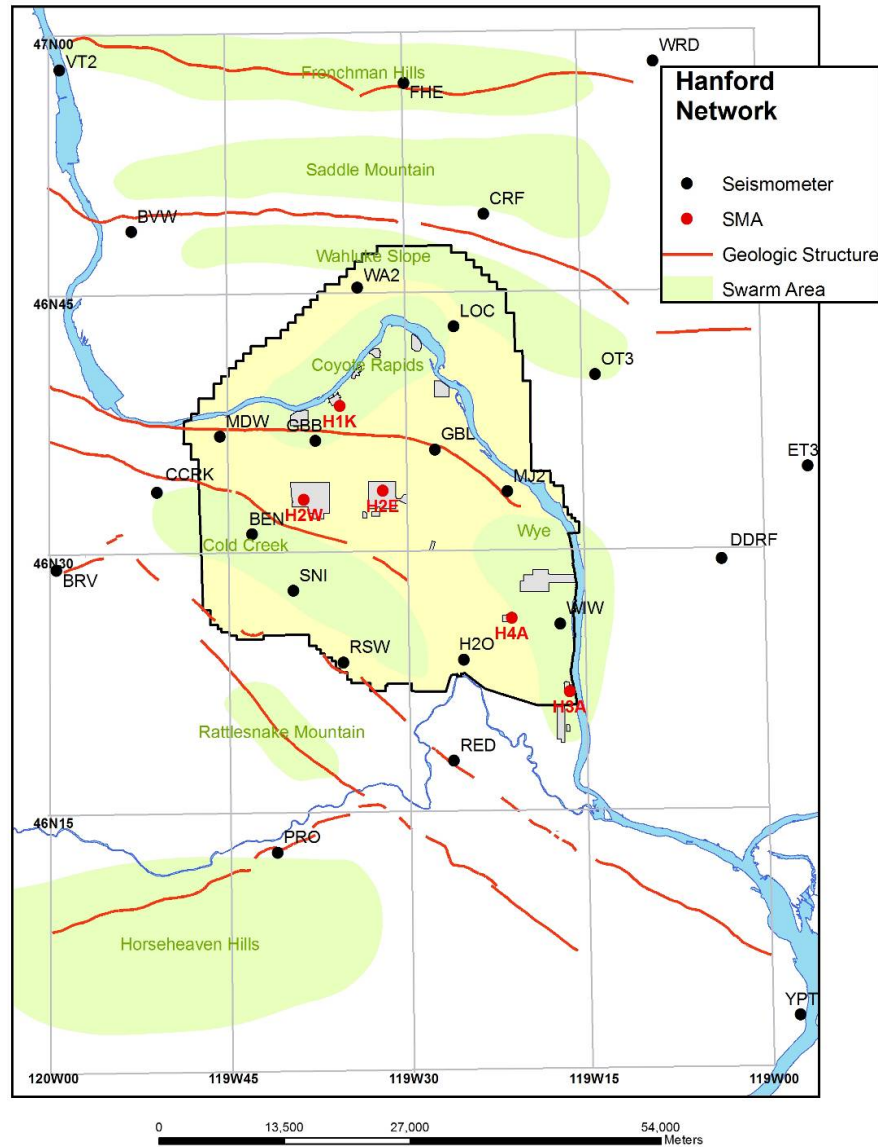 47N00
VT2
WRD
Frenchman Hills
FHE
Hanford
Network
Seismometer
SMA
Geologic Structure
Swarm Area
Saddle Mountain
CRF
BVW
Wahluke Slope
WA2
46N45
LOC
Coyote Rapids
OT3
H1K
MDW
GBB
GBL
ET3
CCRK
MJ2
H2W
H2E
BEN
Wye
Cold Creek
DDRF
46N30
BRV
SNI
WIW
H4A
RSW
H2O
H3A
Rattlesnake Mountain
RED
46N15
PRO
Horseheaven Hills
YPT
120W00
119W45
119W30
119W15
119W00
0
13,500
27,000
54,000
Meters